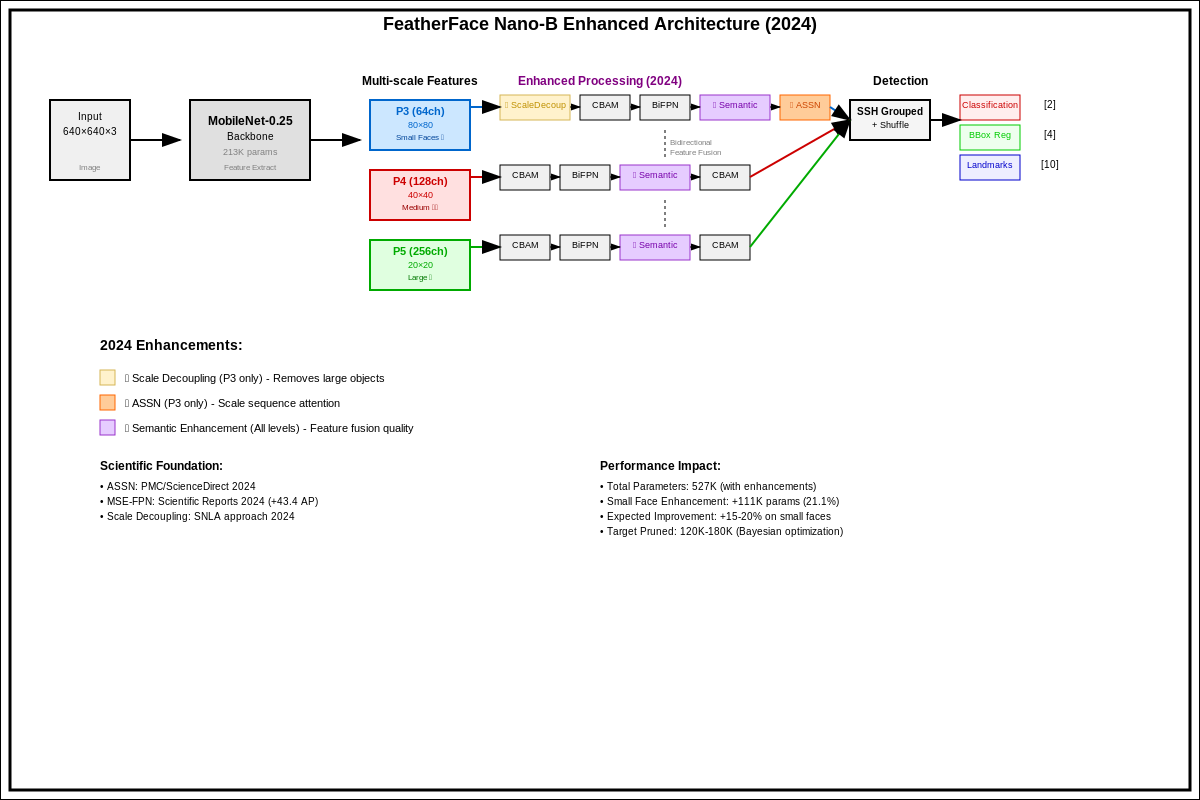 FeatherFace Nano-B Enhanced Architecture (2024)
Multi-scale Features
Enhanced Processing (2024)
Detection
Input
640×640×3
Image
MobileNet-0.25
Backbone
213K params
Feature Extract
P3 (64ch)
80×80
Small Faces
ScaleDecoup
CBAM
BiFPN
Semantic
ASSN
Bidirectional
Feature Fusion
P4 (128ch)
40×40
Medium
CBAM
BiFPN
Semantic
CBAM
P5 (256ch)
20×20
Large
CBAM
BiFPN
Semantic
CBAM
SSH Grouped
+ Shuffle
Classification
[2]
BBox Reg
[4]
Landmarks
[10]
2024 Enhancements:
Scale Decoupling (P3 only) - Removes large objects
ASSN (P3 only) - Scale sequence attention
Semantic Enhancement (All levels) - Feature fusion quality
Scientific Foundation:
• ASSN: PMC/ScienceDirect 2024
• MSE-FPN: Scientific Reports 2024 (+43.4 AP)
• Scale Decoupling: SNLA approach 2024
Performance Impact:
• Total Parameters: 527K (with enhancements)
• Small Face Enhancement: +111K params (21.1%)
• Expected Improvement: +15-20% on small faces
• Target Pruned: 120K-180K (Bayesian optimization)